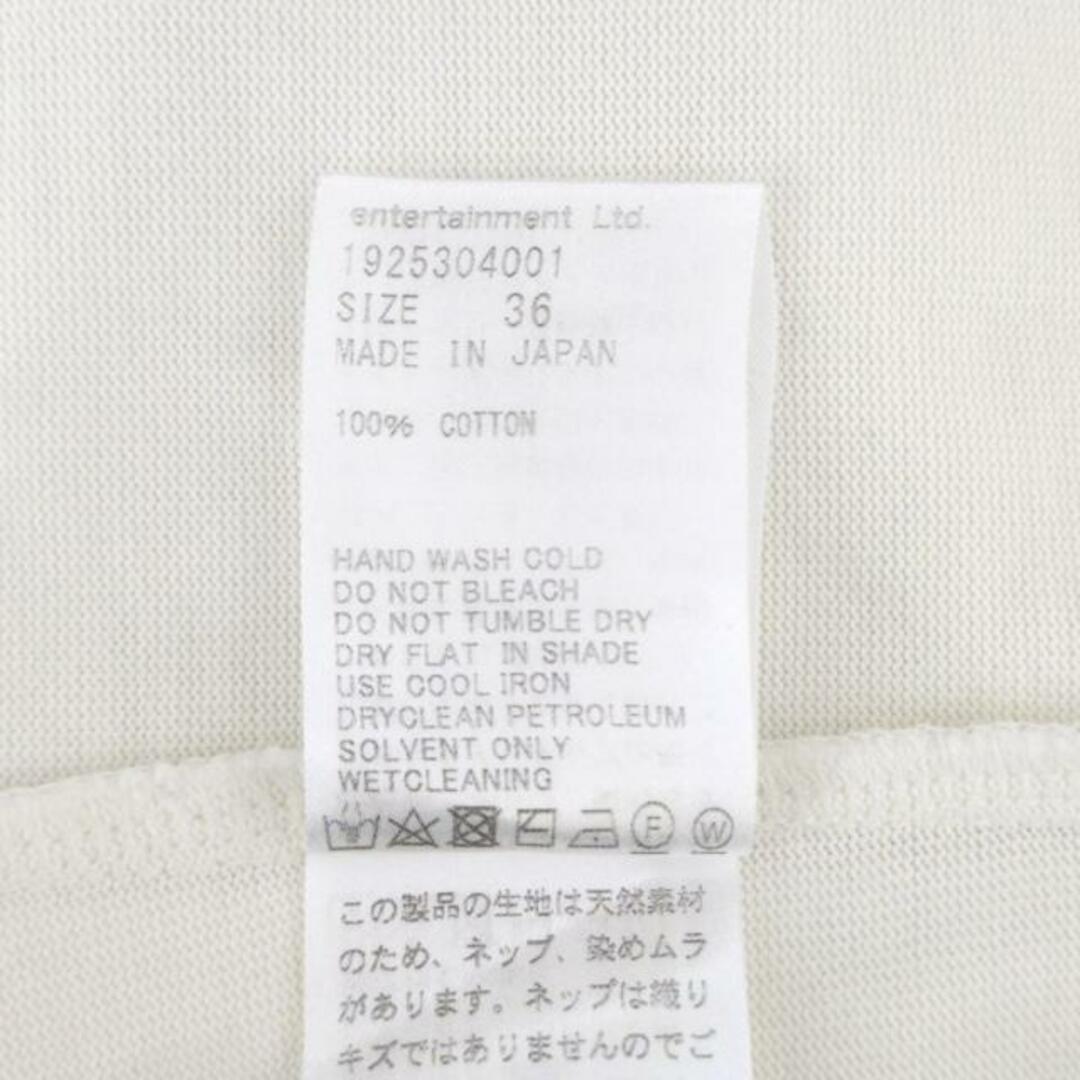 entertainment Ltd.
1925304001
SIZE 36
MADE IN JAPAN
100% COTTON
HAND WASH COLD
DO NOT BLEACH
DO NOT TUMBLE DRY
DRY FLAT IN SHADE
USE COOL IRON
DRYCLEAN PETROLEUM
SOLVENT ONLY
WETCLEANING
F W
この製品の生地は天然素材
のため、ネップ、染めムラ
があります。ネップは織り
キズではありませんのでご